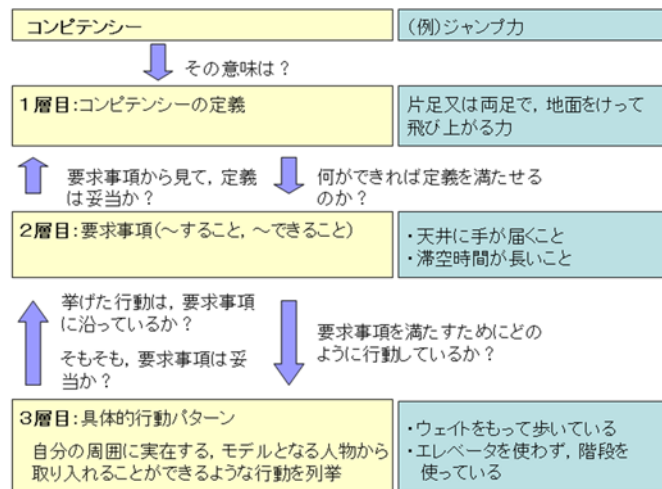 コンピテンシー
(例)ジャンプ力
その意味は？
1層目：コンピテンシーの定義
片足又は両足で，地面をけって
飛び上がる力
要求事項から見て，定義
は妥当か？
何ができれば定義を満たせる
のか？
2層目：要求事項(～すること，～できること)
・天井に手が届くこと
・滞空時間が長いこと
挙げた行動は，要求事項
に沿っているか？
そもそも，要求事項は妥
当か？
要求事項を満たすためにどの
ように行動しているか？
3層目：具体的行動パターン
自分の周囲に実在する，モデルとなる人物から
取り入れることができるような行動を列挙
・ウェイトをもって歩いている
・エレベータを使わず，階段を
使っている